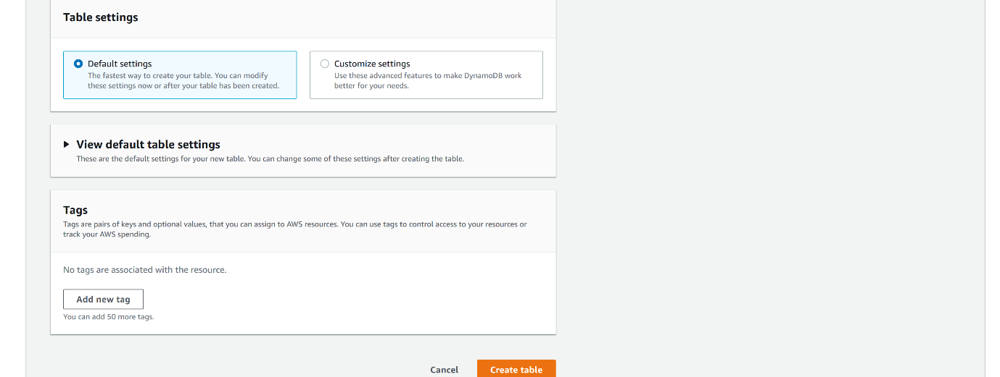 Table settings
Default settings
The fastest way to create your table. You can modify
these settings now or after your table has been created.
Customize settings
Use these advanced features to make DynamoDB work
better for your needs.
View default table settings
These are the default settings for your new table. You can change some of these settings after creating the table.
Tags
Tags are pairs of keys and optional values, that you can assign to AWS resources. You can use tags to control access to your resources or
track your AWS spending.
No tags are associated with the resource.
Add new tag
You can add 50 more tags.
Cancel
Create table